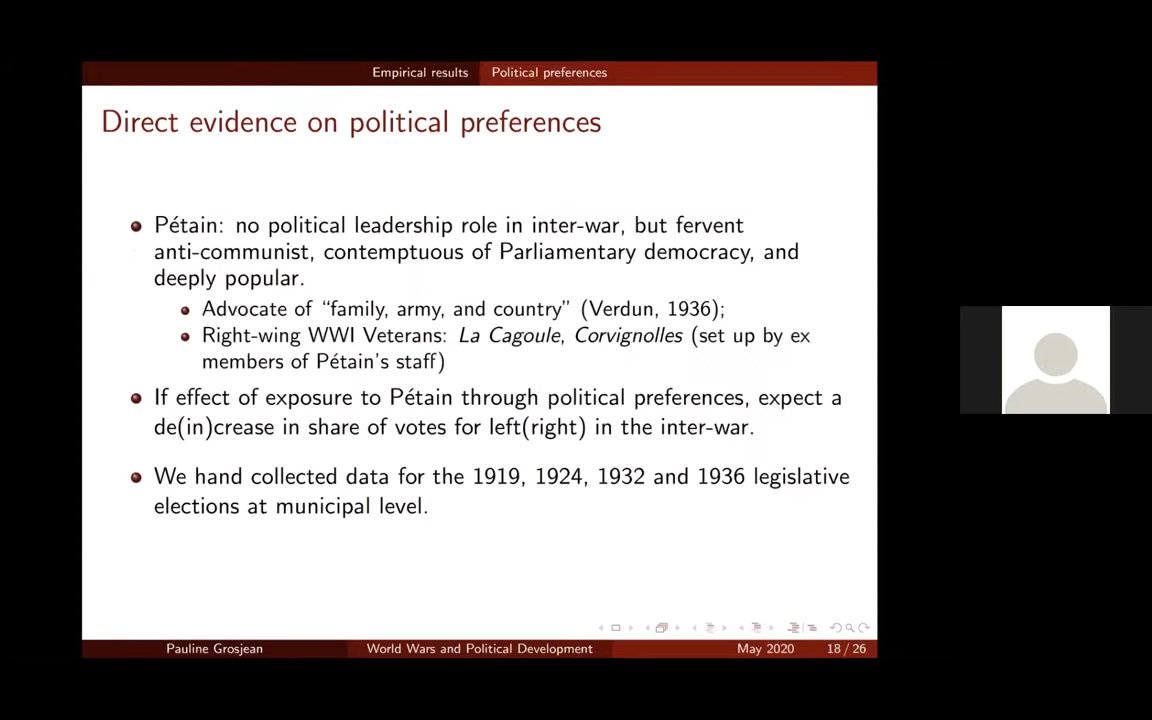 Empirical results Political preferences
Direct evidence on political preferences
Pétain: no political leadership role in inter-war, but fervent
anti-communist, contemptuous of Parliamentary democracy, and
deeply popular.
Advocate of “family, army, and country” (Verdun, 1936);
Right-wing WWI Veterans: La Cagoule, Corvignolles (set up by ex
members of Pétain's staff)
If effect of exposure to Pétain through political preferences, expect a
de(in)crease in share of votes for left(right) in the inter-war.
We hand collected data for the 1919, 1924, 1932 and 1936 legislative
elections at municipal level.
Pauline Grosjean World Wars and Political Development May 2020 18 / 26